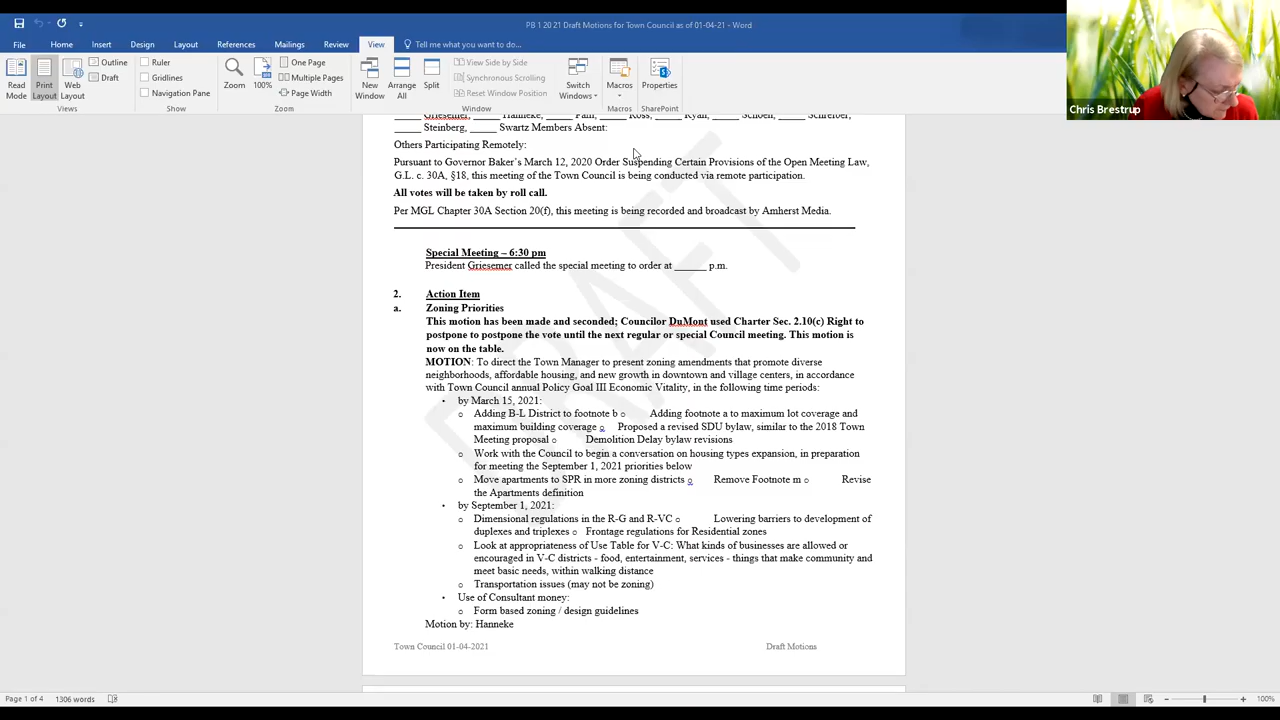 PB 1 20 21 Draft Motions for Town Council as of 01-04-21 - Word
File Home Insert Design Layout References Mailings Review View Tell me what you want to do...
Read Mode
Print Layout
Web Layout
Outline
Draft
Views
Ruler
Gridlines
Navigation Pane
Show
Zoom
100%
One Page
Multiple Pages
Page Width
Zoom
New Window
Arrange All
Split
View Side by Side
Synchronous Scrolling
Reset Window Position
Window
Switch Windows
Macros
Macros
Properties
SharePoint
Chris Brestrup
_____ Griesemer, _____ Hanneke, _____ Pam, _____ Ross, _____ Ryan, _____ Schoen, _____ Schreiber,
_____ Steinberg, _____ Swartz Members Absent:
Others Participating Remotely:
Pursuant to Governor Baker's March 12, 2020 Order Suspending Certain Provisions of the Open Meeting Law,
G.L. c. 30A, §18, this meeting of the Town Council is being conducted via remote participation.
All votes will be taken by roll call.
Per MGL Chapter 30A Section 20(f), this meeting is being recorded and broadcast by Amherst Media.
DRAFT
Special Meeting – 6:30 pm
President Griesemer called the special meeting to order at ______ p.m.
2. Action Item
a. Zoning Priorities
This motion has been made and seconded; Councilor DuMont used Charter Sec. 2.10(c) Right to
postpone to postpone the vote until the next regular or special Council meeting. This motion is
now on the table.
MOTION: To direct the Town Manager to present zoning amendments that promote diverse
neighborhoods, affordable housing, and new growth in downtown and village centers, in accordance
with Town Council annual Policy Goal III Economic Vitality, in the following time periods:
• by March 15, 2021:
o Adding B-L District to footnote b o Adding footnote a to maximum lot coverage and
maximum building coverage o Proposed a revised SDU bylaw, similar to the 2018 Town
Meeting proposal o Demolition Delay bylaw revisions
o Work with the Council to begin a conversation on housing types expansion, in preparation
for meeting the September 1, 2021 priorities below
o Move apartments to SPR in more zoning districts o Remove Footnote m o Revise
the Apartments definition
• by September 1, 2021:
o Dimensional regulations in the R-G and R-VC o Lowering barriers to development of
duplexes and triplexes o Frontage regulations for Residential zones
o Look at appropriateness of Use Table for V-C: What kinds of businesses are allowed or
encouraged in V-C districts - food, entertainment, services - things that make community and
meet basic needs, within walking distance
o Transportation issues (may not be zoning)
• Use of Consultant money:
o Form based zoning / design guidelines
Motion by: Hanneke
Town Council 01-04-2021 Draft Motions
Page 1 of 4 1306 words 100%